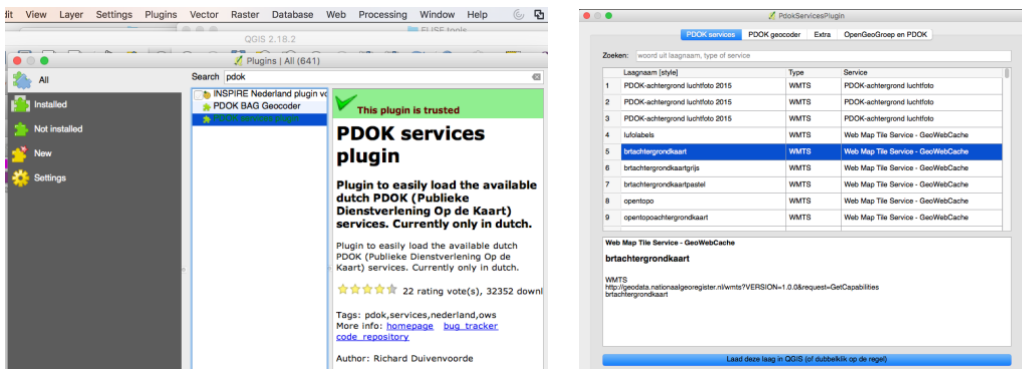 dit View Layer Settings Plugins Vector Raster Database Web Processing Window Help
QGIS 2.18.2
Plugins | All (641)
All
Installed
Not installed
New
Settings
Search pdok
INSPIRE Nederland plugin vo
PDOK BAG Geocoder
PDOK services plugin
This plugin is trusted
PDOK services
plugin
Plugin to easily load the available
dutch PDOK (Publieke
Dienstverlening Op de Kaart)
services. Currently only in dutch.
Plugin to easily load the available dutch
PDOK (Publieke Dienstverlening Op de
Kaart) services. Currently only in dutch.
22 rating vote(s), 32352 downl
Tags: pdok,services,nederland,ows
More info: homepage bug tracker
code repository
Author: Richard Duivenvoorde
PdokServicesPlugin
PDOK services PDOK geocoder Extra OpenGeoGroep en PDOK
Zoeken: woord uit laagnaam, type of service
Laagnaam [style] Type Service
1 PDOK-achtergrond luchtfoto 2015 WMTS PDOK-achtergrond luchtfoto
2 PDOK-achtergrond luchtfoto 2015 WMTS PDOK-achtergrond luchtfoto
3 PDOK-achtergrond luchtfoto 2015 WMTS PDOK-achtergrond luchtfoto
4 lufolabels WMTS Web Map Tile Service - GeoWebCache
5 brtachtergrondkaart WMTS Web Map Tile Service - GeoWebCache
6 brtachtergrondkaartgrijs WMTS Web Map Tile Service - GeoWebCache
7 brtachtergrondkaartpastel WMTS Web Map Tile Service - GeoWebCache
8 opentopo WMTS Web Map Tile Service - GeoWebCache
9 opentopoachtergrondkaart WMTS Web Map Tile Service - GeoWebCache
Web Map Tile Service - GeoWebCache
brtachtergrondkaart
WMTS
http://geodata.nationaalgeoregister.nl/wmts?VERSION=1.0.0&request=GetCapabilities
brtachtergrondkaart
Laad deze laag in QGIS (of dubbelklik op de regel)